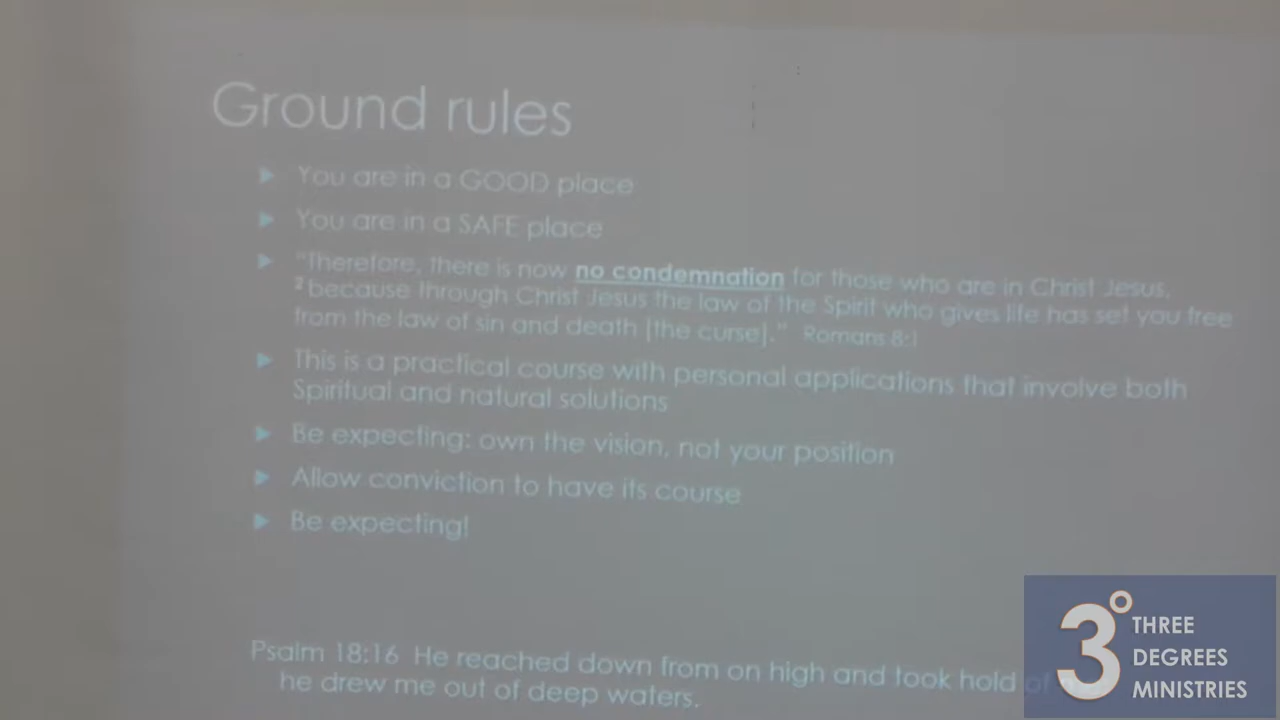 Ground rules
► You are in a GOOD place
► You are in a SAFE place
► "Therefore, there is now no condemnation for those who are in Christ Jesus,
² because through Christ Jesus the law of the Spirit who gives life has set you free
from the law of sin and death [the curse]." Romans 8:1
► This is a practical course with personal applications that involve both
Spiritual and natural solutions
► Be expecting: own the vision, not your position
► Allow conviction to have its course
► Be expecting!
Psalm 18:16 He reached down from on high and took hold of
he drew me out of deep waters.
3° THREE
DEGREES
MINISTRIES